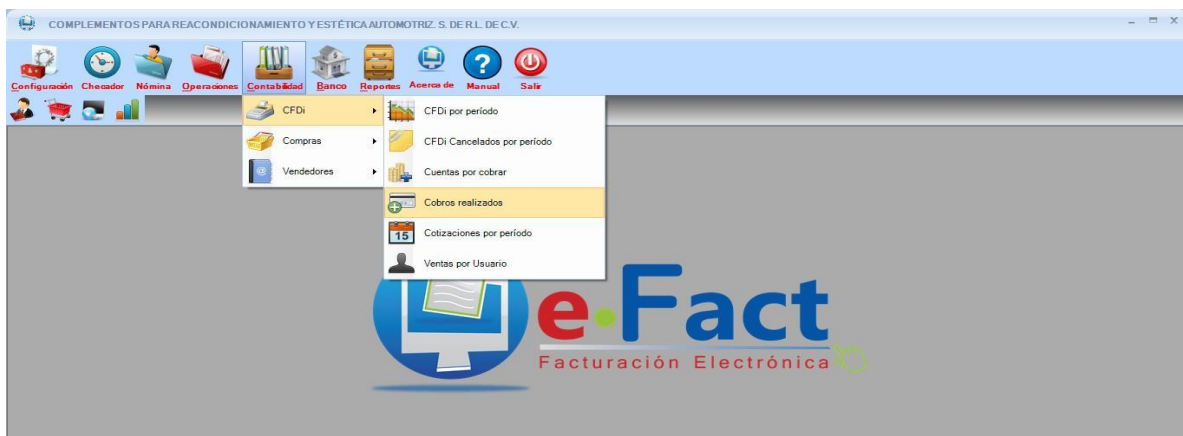 COMPLEMENTOS PARA REACONDICIONAMIENTO Y ESTÉTICA AUTOMOTRIZ. S. DE R.L. DE C.V.
Configuración Checador Nómina Operaciones Contabilidad Banco Reportes Acerca de Manual Salir
CFDi
Compras
Vendedores
CFDi por período
CFDi Cancelados por período
Cuentas por cobrar
Cobros realizados
15
Cotizaciones por período
Ventas por Usuario
e·Fact
Facturación Electrónica